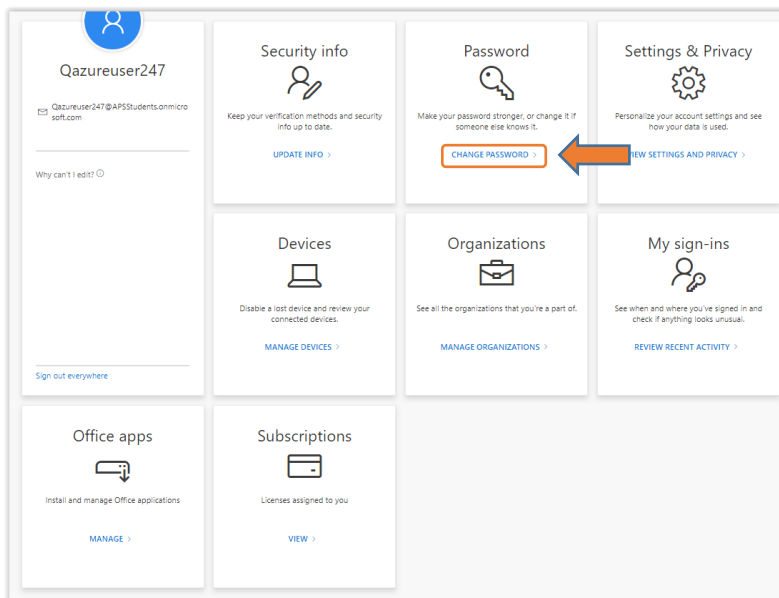 Qazureuser247
Qazureuser247@APSStudents.onmicro
soft.com
Why can't I edit?
Sign out everywhere
Security info
Keep your verification methods and security
info up to date.
UPDATE INFO >
Password
Make your password stronger, or change it if
someone else knows it.
CHANGE PASSWORD >
Settings & Privacy
Personalize your account settings and see
how your data is used.
IEW SETTINGS AND PRIVACY >
Devices
Disable a lost device and review your
connected devices.
MANAGE DEVICES >
Organizations
See all the organizations that you're a part of.
MANAGE ORGANIZATIONS >
My sign-ins
See when and where you've signed in and
check if anything looks unusual.
REVIEW RECENT ACTIVITY >
Office apps
Install and manage Office applications
MANAGE >
Subscriptions
Licenses assigned to you
VIEW >